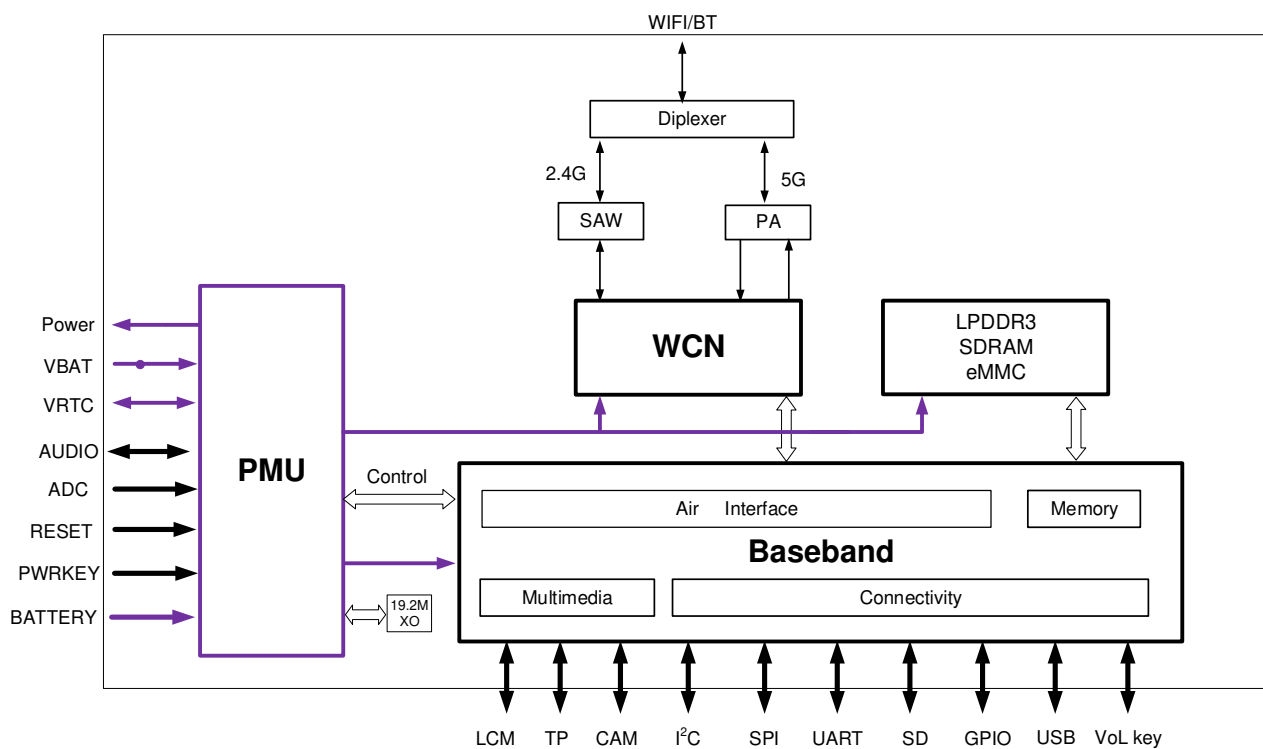 WIFI/BT
Diplexer
2.4G
5G
SAW
PA
WCN
LPDDR3
SDRAM
eMMC
Power
VBAT
VRTC
AUDIO
ADC
RESET
PWRKEY
BATTERY
PMU
Control
19.2M
XO
Air Interface
Memory
Baseband
Multimedia
Connectivity
LCM
TP
CAM
I²C
SPI
UART
SD
GPIO
USB
VoL key